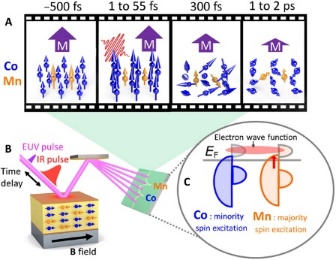 −500 fs 1 to 55 fs 300 fs 1 to 2 ps
A
M M M M
Co
Mn
B
EUV pulse
IR pulse
Time
delay
Mn
Co
B field
Electron wave function
E_F
C
Co : minority
spin excitation
Mn : majority
spin excitation